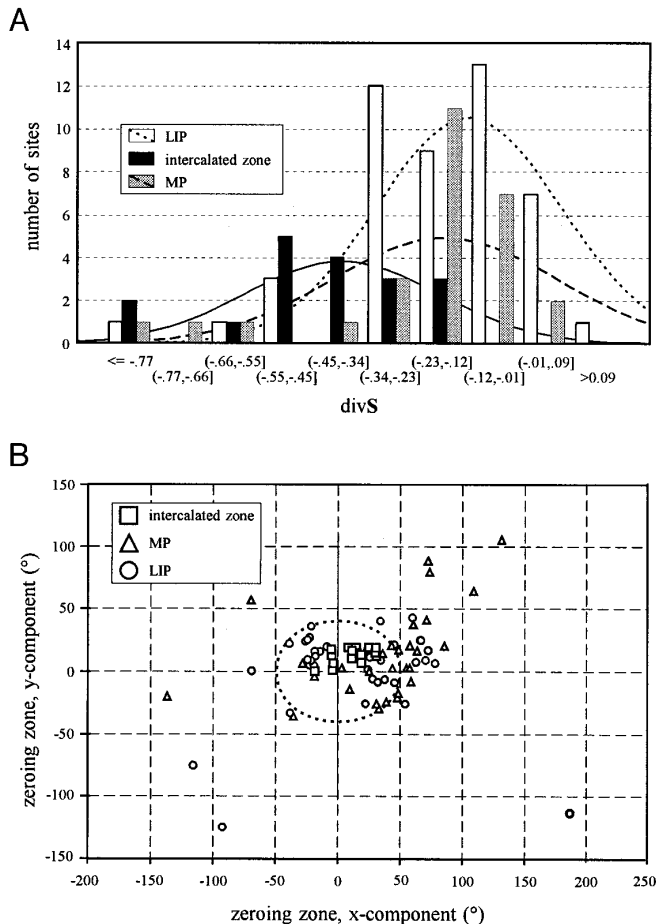 A
number of sites
14
12
10
8
6
4
2
0
LIP
intercalated zone
MP
<= -.77
(-.66,-.55]
(-.45,-.34]
(-.23,-.12]
(-.01,.09]
(-.77,-.66]
(-.55,-.45]
(-.34,-.23]
(-.12,-.01]
>0.09
divS
B
zeroing zone, y-component (°)
150
100
50
0
-50
-100
-150
intercalated zone
MP
LIP
-200
-150
-100
-50
0
50
100
150
200
250
zeroing zone, x-component (°)